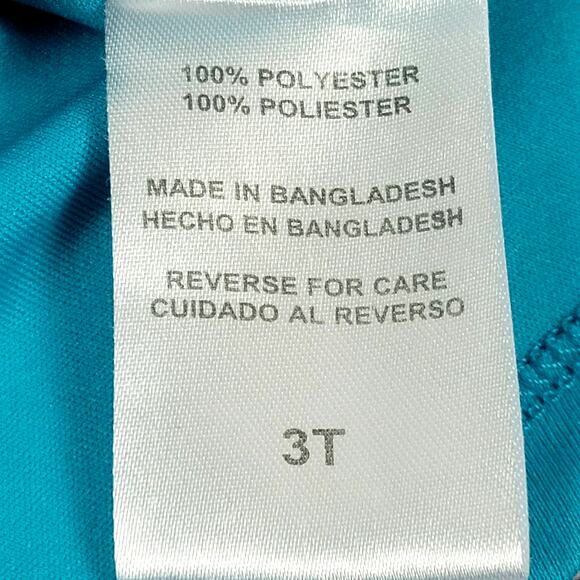 100% POLYESTER
100% POLIESTER
MADE IN BANGLADESH
HECHO EN BANGLADESH
REVERSE FOR CARE
CUIDADO AL REVERSO
3T